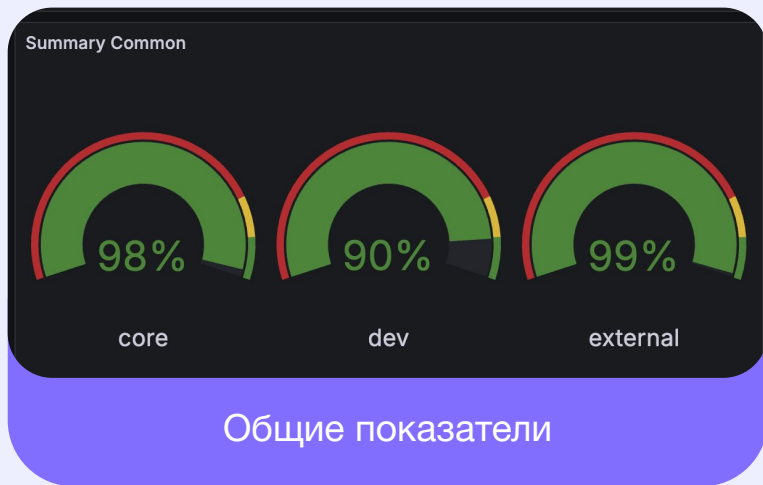 Summary Common
98% 90% 99%
core dev external
Общие показатели